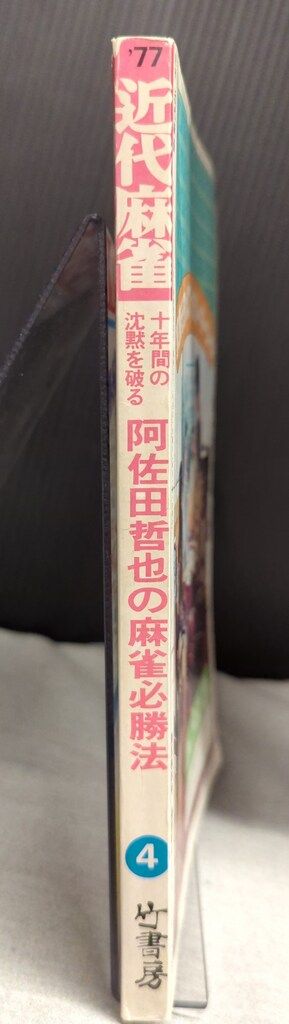 '77
近代麻雀
十年間の
沈黙を破る
阿佐田哲也の麻雀必勝法
4
竹書房